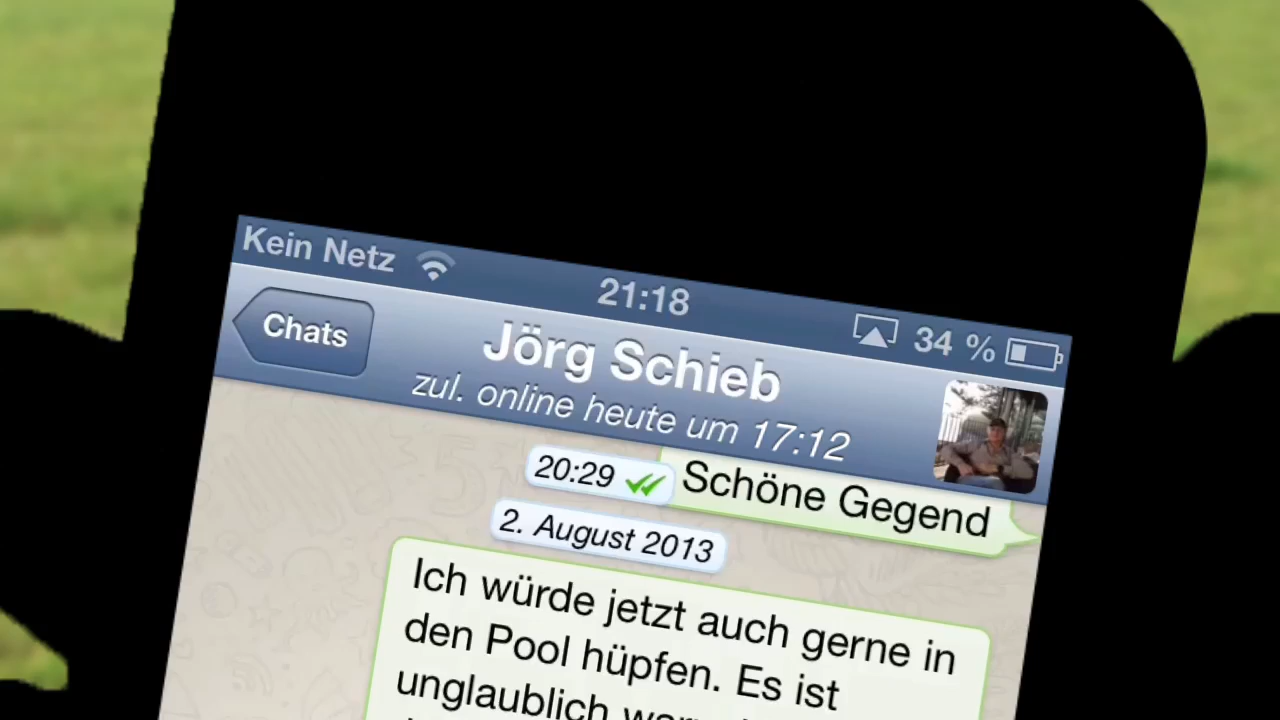 Kein Netz 21:18 34 %
Chats Jörg Schieb
zul. online heute um 17:12
20:29 Schöne Gegend
2. August 2013
Ich würde jetzt auch gerne in
den Pool hüpfen. Es ist
unglaublich